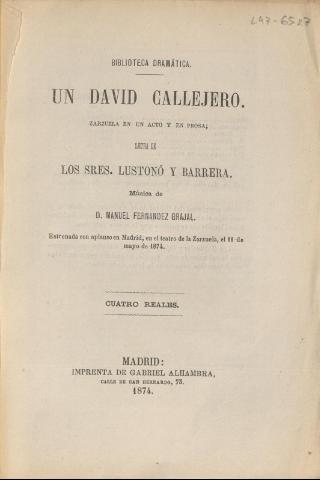 L47-6527
BIBLIOTECA DRAMÁTICA.
UN DAVID CALLEJERO.
ZARZUELA EN UN ACTO Y EN PROSA;
LETRA DE
LOS SRES. LUSTONÓ Y BARRERA.
Música de
D. MANUEL FERNANDEZ GRAJAL.
Estrenada con aplauso en Madrid, en el teatro de la Zarzuela, el 11 de
mayo de 1874.
CUATRO REALES.
MADRID:
IMPRENTA DE GABRIEL ALHAMBRA,
CALLE DE SAN BERNARDO, 73.
1874.